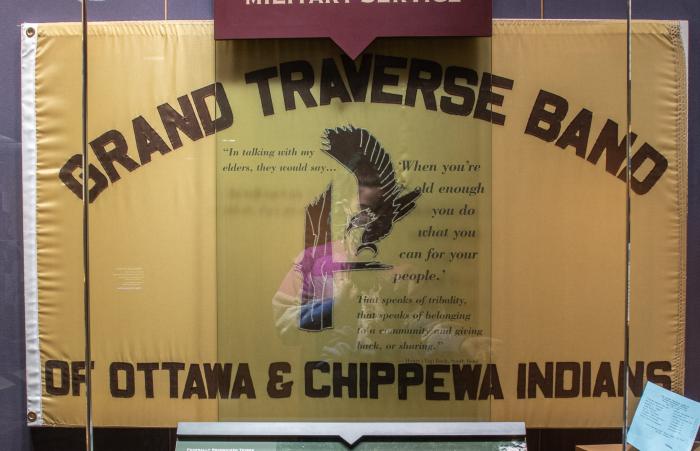 MILITARY SERVICE
GRAND TRAVERSE BAND
"In talking with my
elders, they would say...
'When you're
old enough
you do
what you
can for your
people.'
That speaks of tribality,
that speaks of belonging
to a community and giving
back, or sharing."
OF OTTAWA & CHIPPEWA INDIANS